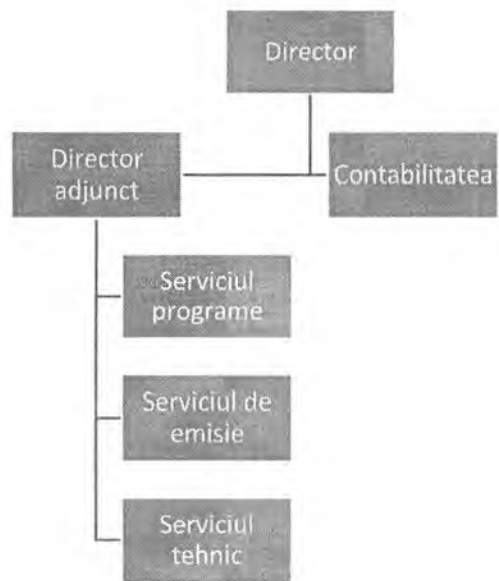 Director
Director
adjunct
Contabilitatea
Serviciul
programe
Serviciul de
emisie
Serviciul
tehnic